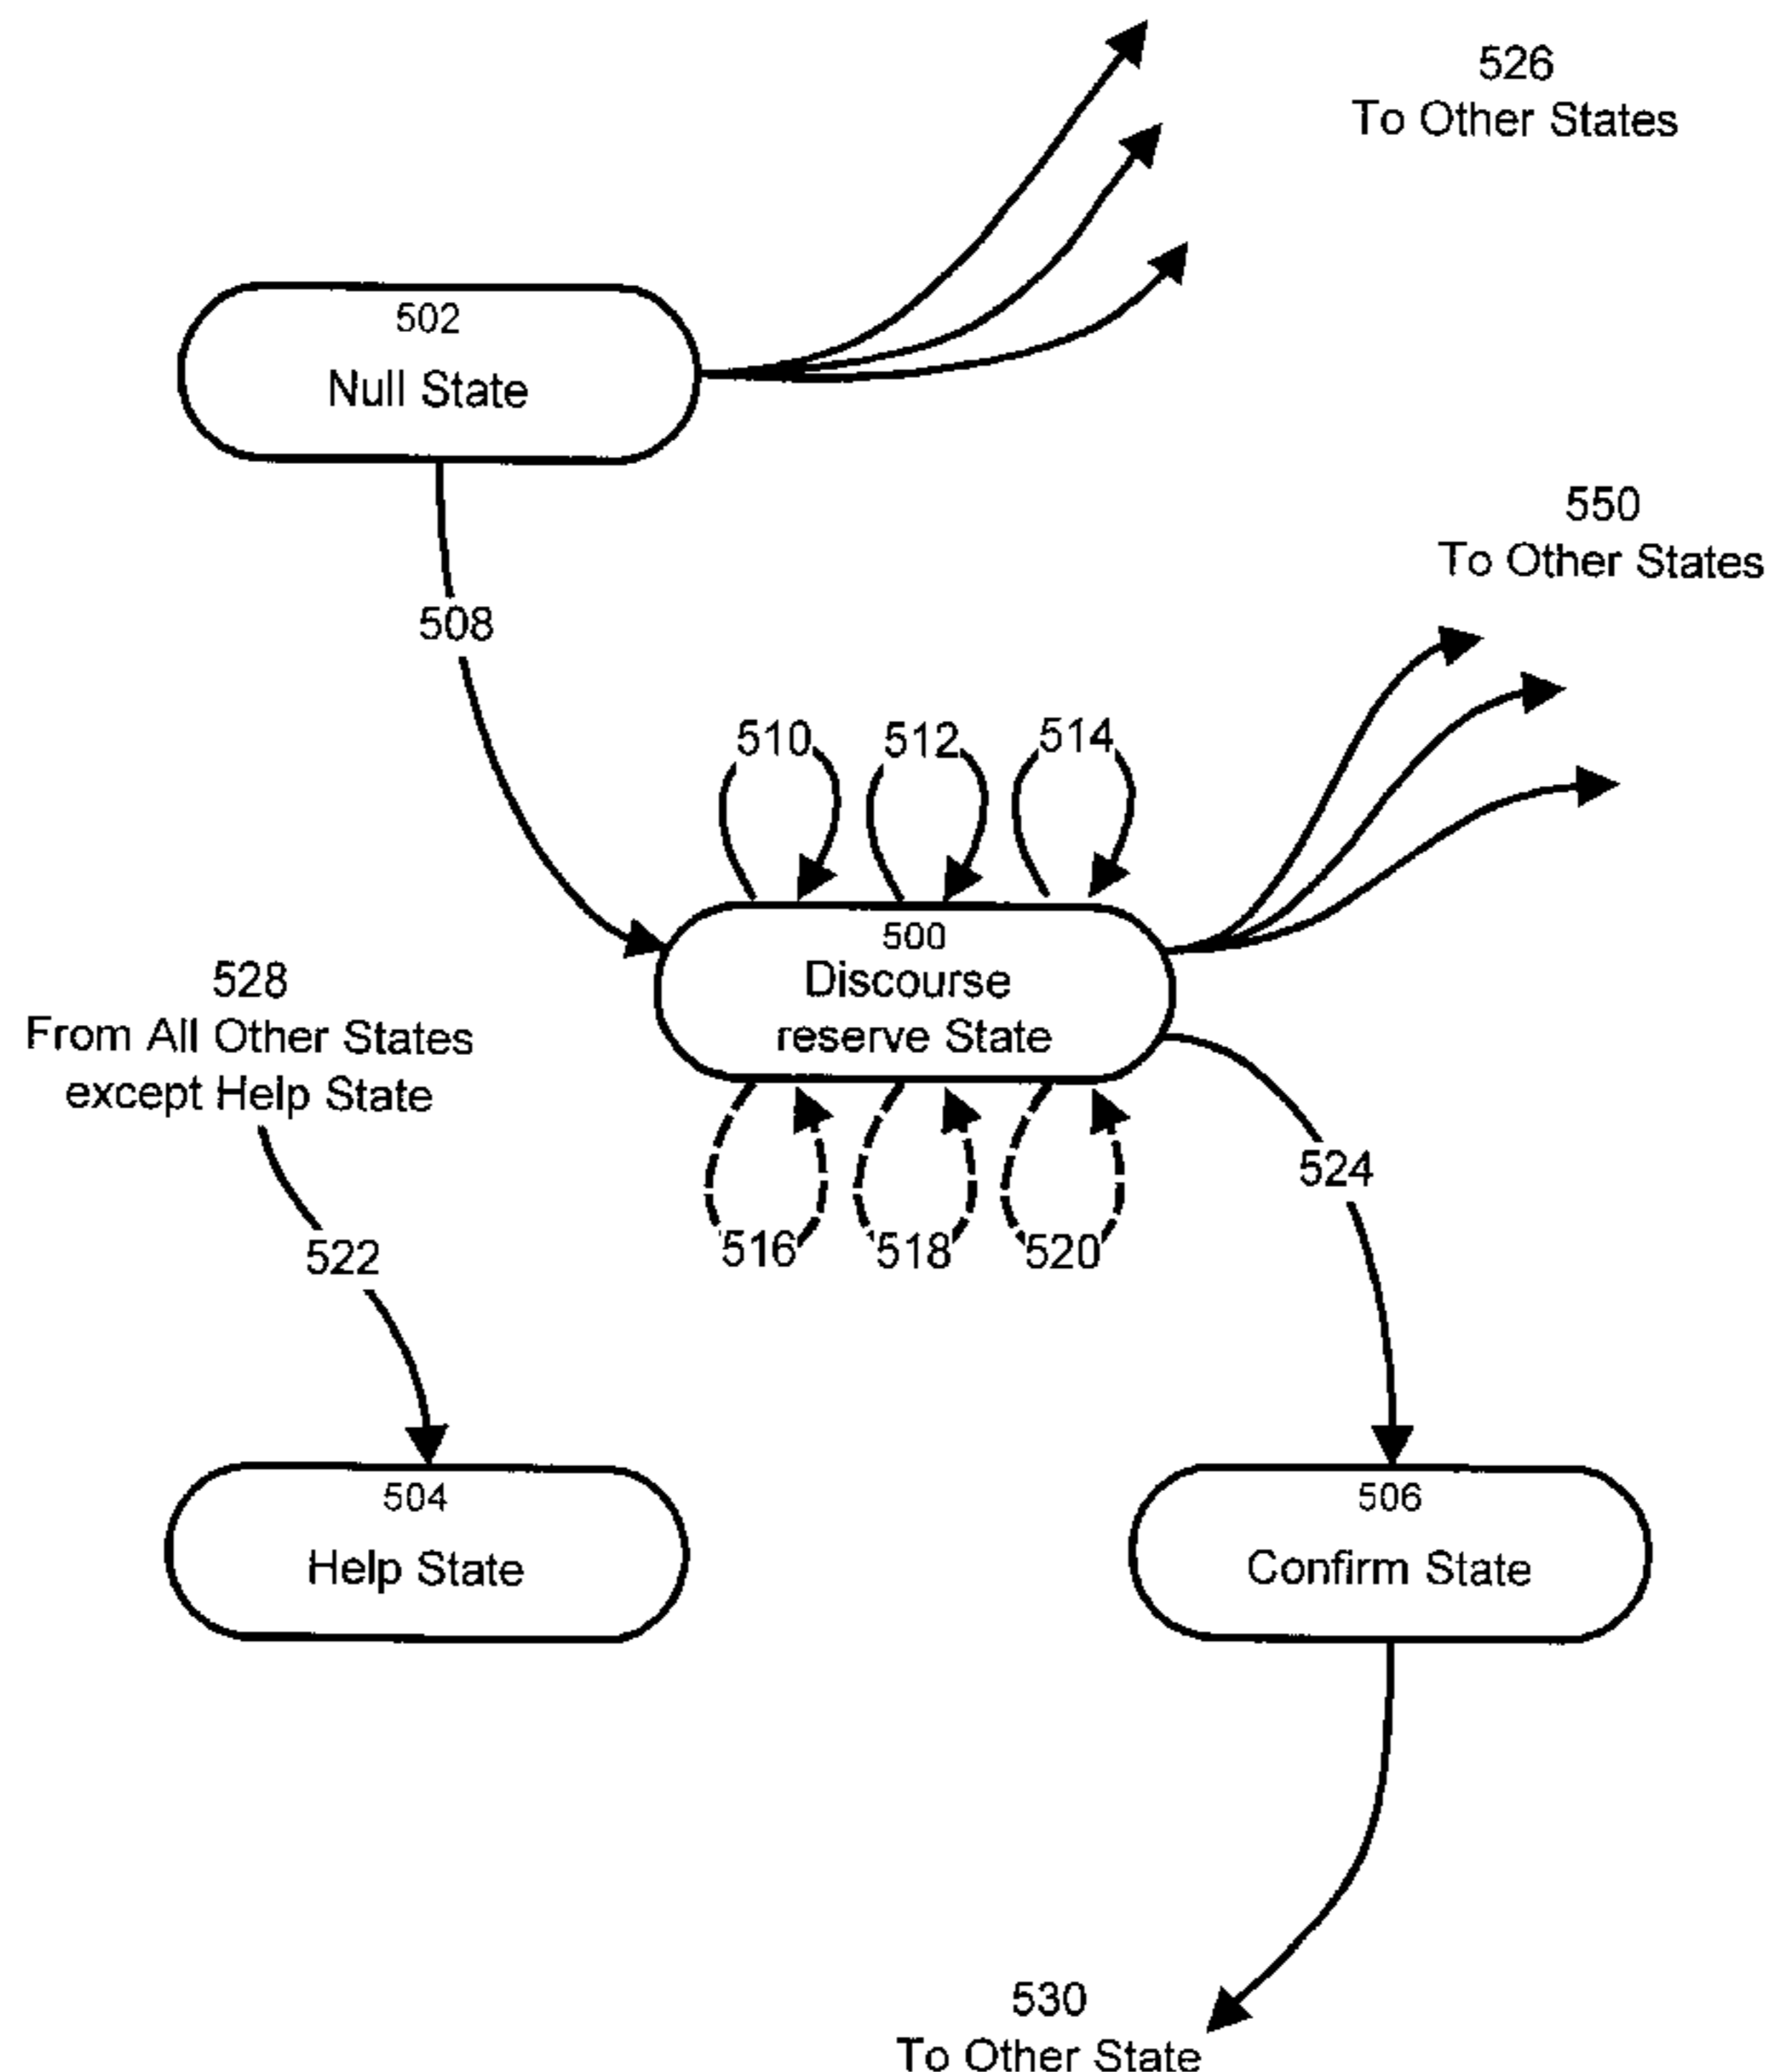 526
To Other States
502
Null State
550
To Other States
508
510
512
514
500
Discourse
reserve State
528
From All Other States
except Help State
524
516
518
520
522
504
Help State
506
Confirm State
530
To Other State